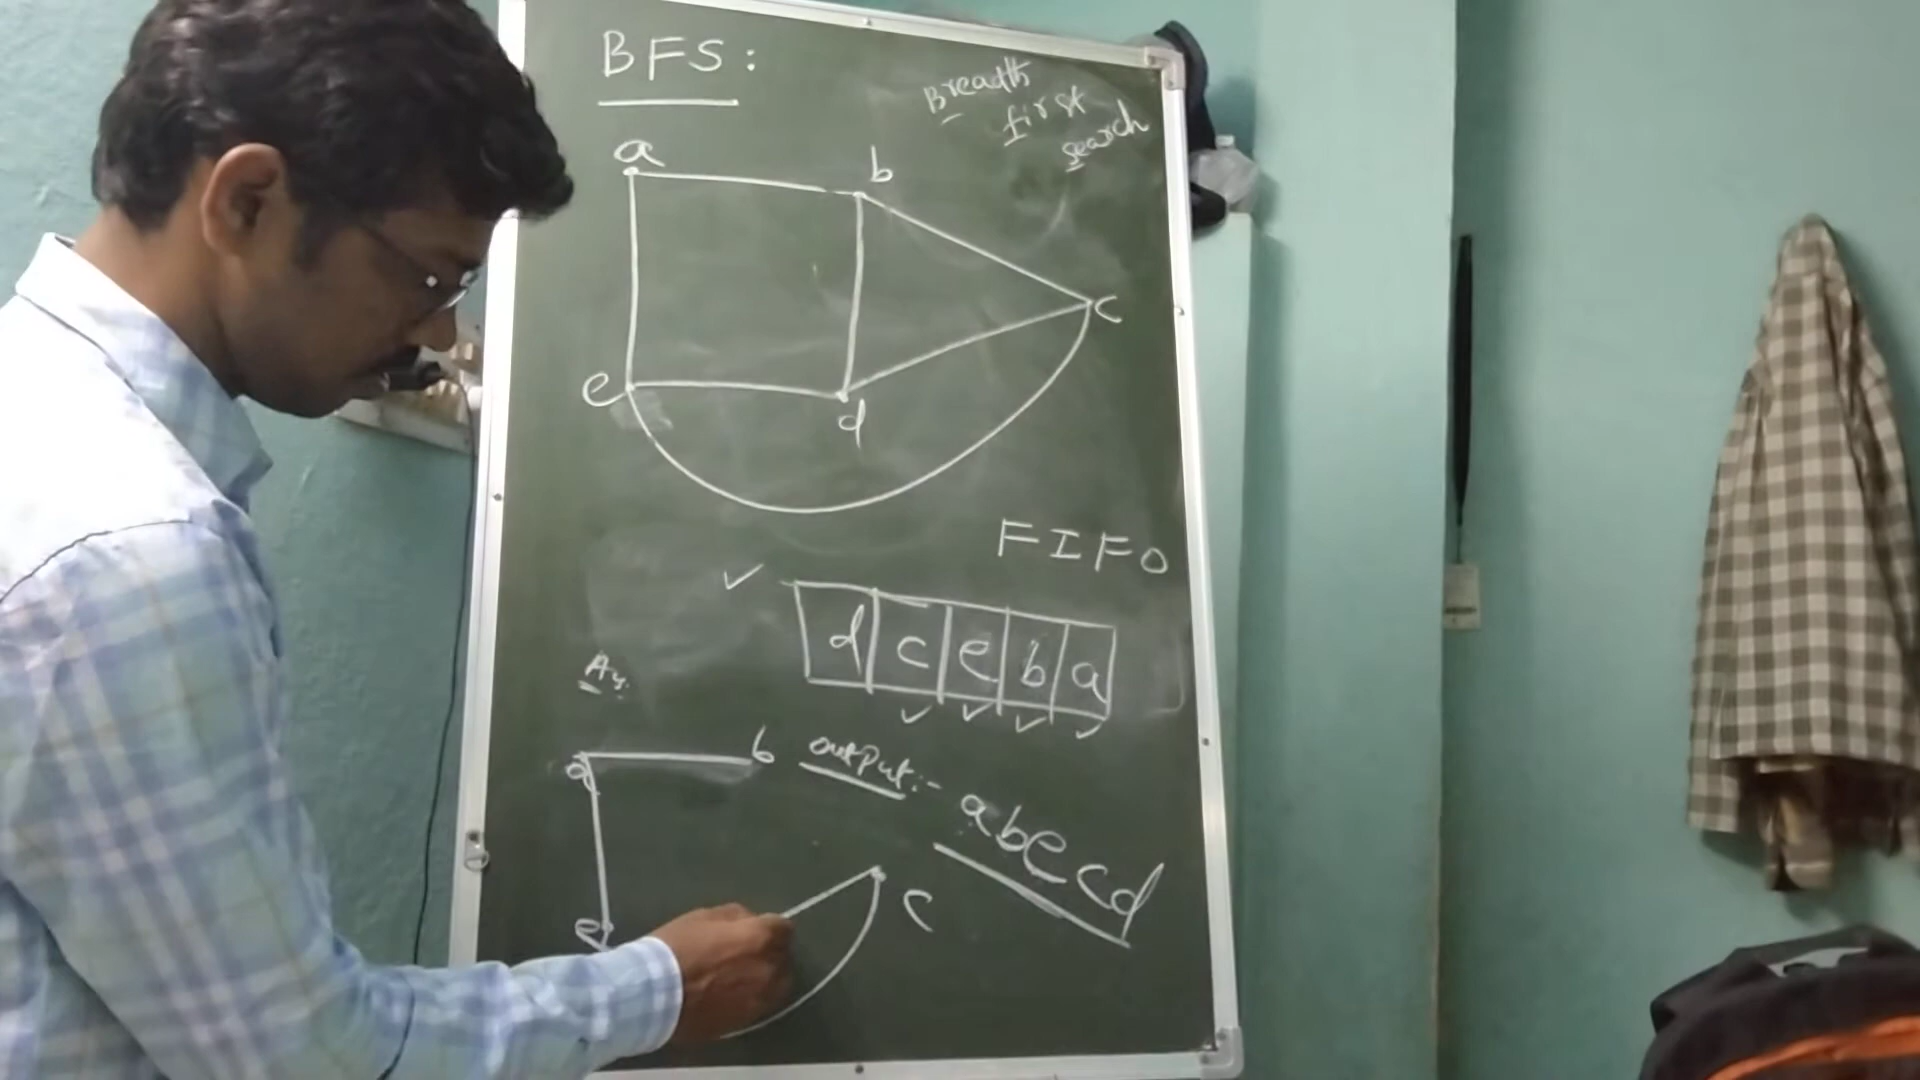 BFS:
Breadth
first
search
a
b
c
e
d
FIFO
d c e b a
a
b
output:-
abecd
e
c